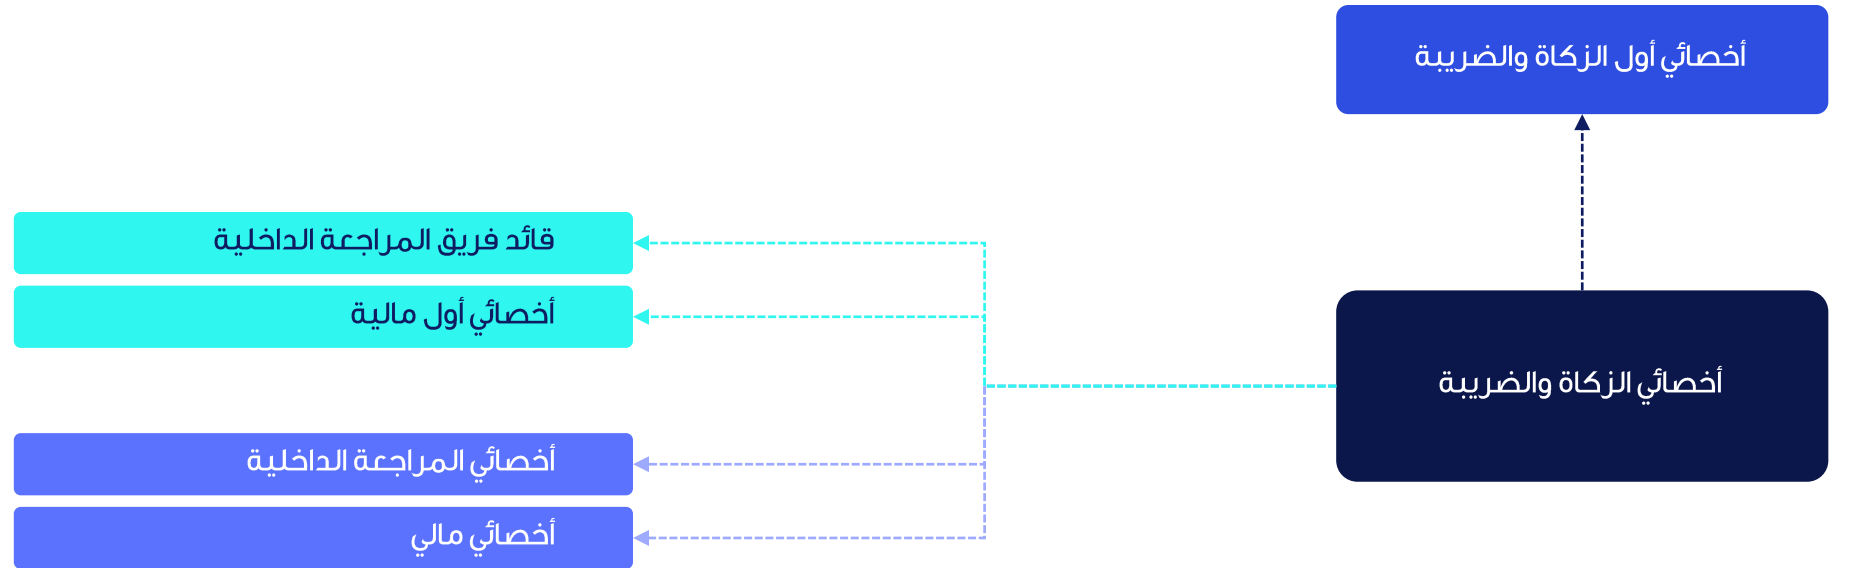 أخصائي أول الزكاة والضريبة
أخصائي الزكاة والضريبة
قائد فريق المراجعة الداخلية
أخصائي أول مالية
أخصائي المراجعة الداخلية
أخصائي مالي